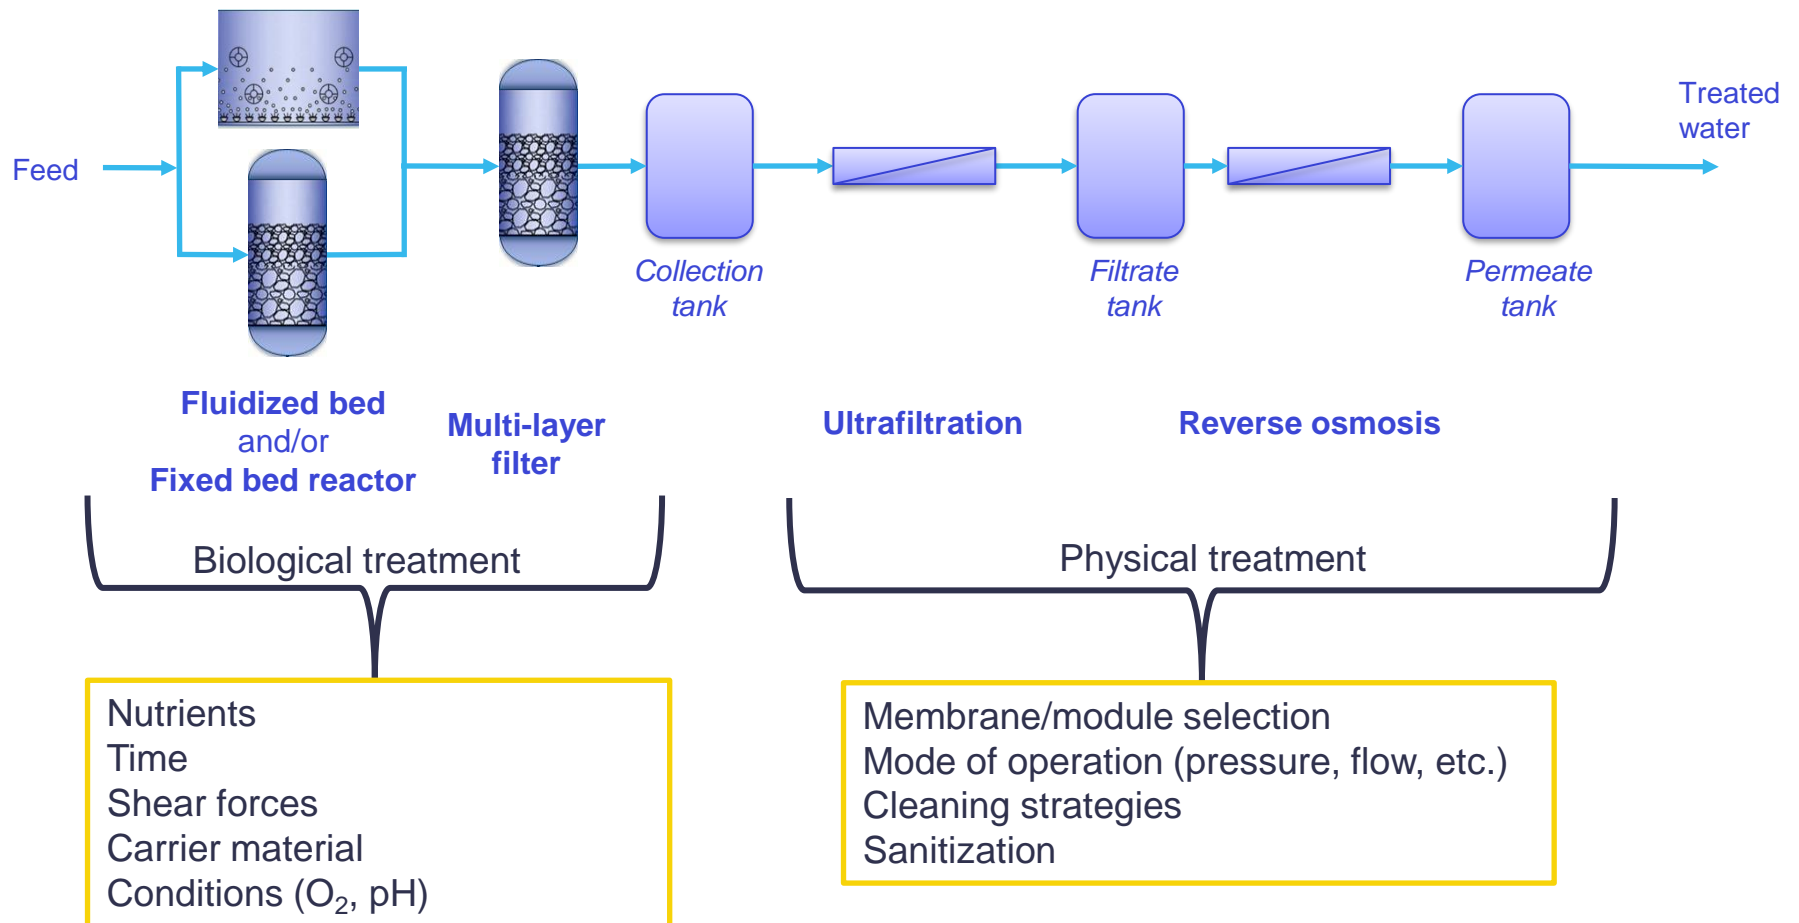 Feed
Treated
water
Collection
tank
Filtrate
tank
Permeate
tank
Fluidized bed
and/or
Fixed bed reactor
Multi-layer
filter
Ultrafiltration
Reverse osmosis
Biological treatment
Physical treatment
Nutrients
Time
Shear forces
Carrier material
Conditions (O₂, pH)
Membrane/module selection
Mode of operation (pressure, flow, etc.)
Cleaning strategies
Sanitization